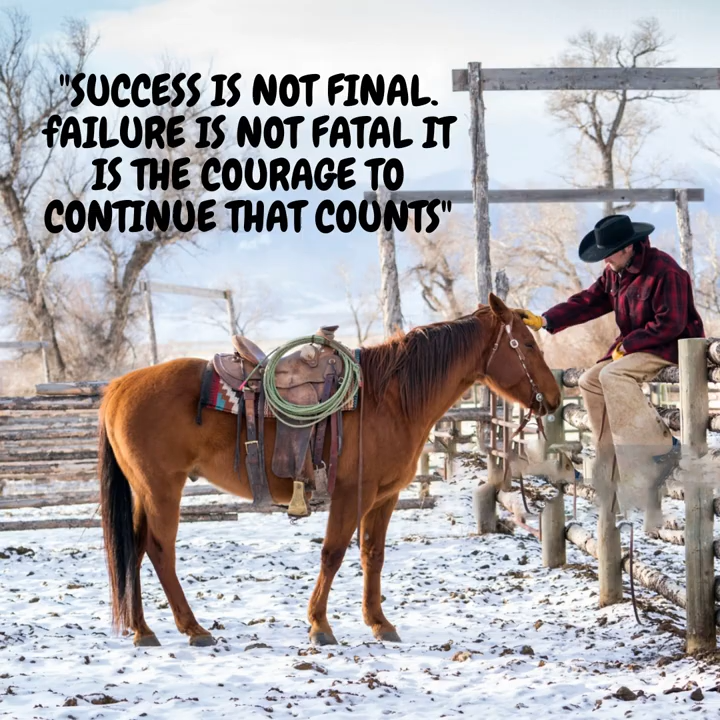 "SUCCESS IS NOT FINAL.
fAILURE IS NOT FATAL IT
IS THE COURAGE TO
CONTINUE THAT COUNTS"